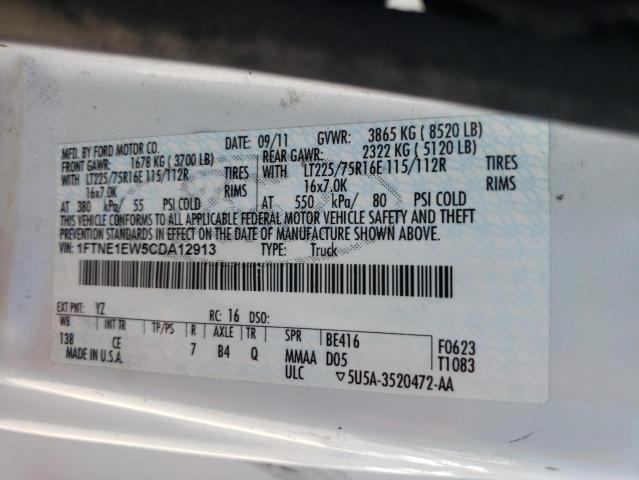 MFD. BY FORD MOTOR CO. DATE: 09/11 GVWR: 3865 KG ( 8520 LB)
FRONT GAWR: 1678 KG ( 3700 LB) REAR GAWR: 2322 KG ( 5120 LB)
WITH LT225/75R16E 115/112R TIRES WITH LT225/75R16E 115/112R TIRES
16x7.0K RIMS 16x7.0K RIMS
AT 380 kPa/ 55 PSI COLD AT 550 kPa/ 80 PSI COLD
THIS VEHICLE CONFORMS TO ALL APPLICABLE FEDERAL MOTOR VEHICLE SAFETY AND THEFT
PREVENTION STANDARDS IN EFFECT ON THE DATE OF MANUFACTURE SHOWN ABOVE.
VIN: 1FTNE1EW5CDA12913 TYPE: Truck
EXT PNT: YZ RC: 16 DSO:
WB INT TR TP/PS R AXLE TR SPR BE416 F0623
138 CE 7 B4 Q MMAA D05 T1083
MADE IN U.S.A. ULC ▽5U5A-3520472-AA